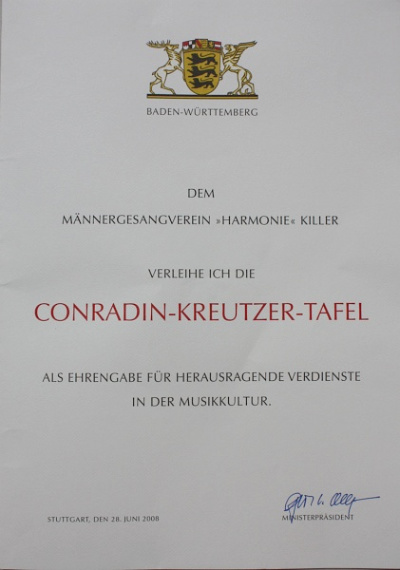 BADEN-WÜRTTEMBERG
DEM
MÄNNERGESANGVEREIN »HARMONIE« KILLER
VERLEIHE ICH DIE
CONRADIN-KREUTZER-TAFEL
ALS EHRENGABE FÜR HERAUSRAGENDE VERDIENSTE
IN DER MUSIKKULTUR.
STUTTGART, DEN 28. JUNI 2008
MINISTERPRÄSIDENT